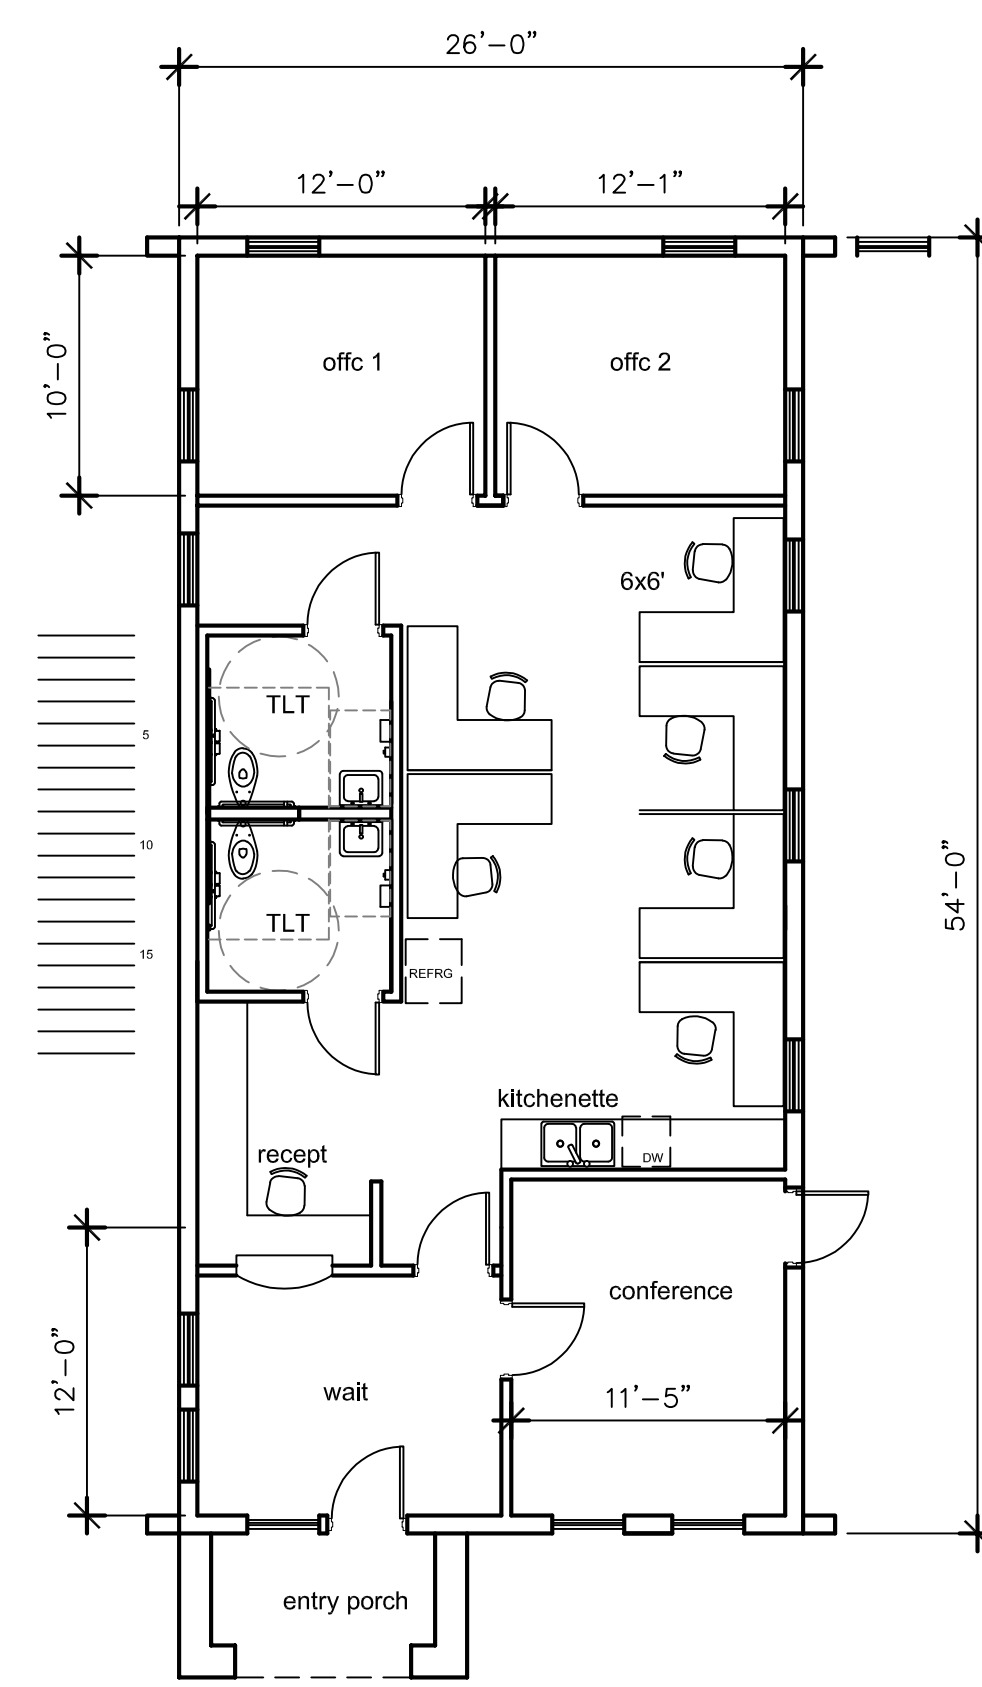 26'-0"
12'-0"
12'-1"
10'-0"
offc 1
offc 2
6x6'
TLT
5
10
54'-0"
TLT
15
REFRG
kitchenette
recept
DW
conference
12'-0"
wait
11'-5"
entry porch